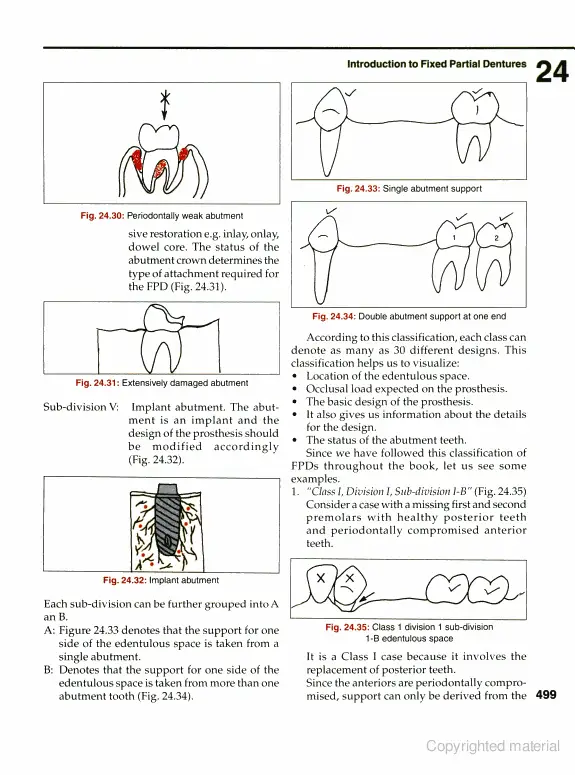 Introduction to Fixed Partial Dentures
24
Fig. 24.30: Periodontally weak abutment
sive restoration e.g. inlay, onlay,
dowel core. The status of the
abutment crown determines the
type of attachment required for
the FPD (Fig. 24.31).
Fig. 24.31: Extensively damaged abutment
Sub-division V: Implant abutment. The abut-
ment is an implant and the
design of the prosthesis should
be modified accordingly
(Fig. 24.32).
Fig. 24.32: Implant abutment
Each sub-division can be further grouped into A
an B.
A: Figure 24.33 denotes that the support for one
side of the edentulous space is taken from a
single abutment.
B: Denotes that the support for one side of the
edentulous space is taken from more than one
abutment tooth (Fig. 24.34).
1
Fig. 24.33: Single abutment support
1 2
Fig. 24.34: Double abutment support at one end
According to this classification, each class can
denote as many as 30 different designs. This
classification helps us to visualize:
• Location of the edentulous space.
• Occlusal load expected on the prosthesis.
• The basic design of the prosthesis.
• It also gives us information about the details
for the design.
• The status of the abutment teeth.
Since we have followed this classification of
FPDs throughout the book, let us see some
examples.
1. "Class I, Division I, Sub-division I-B" (Fig. 24.35)
Consider a case with a missing first and second
premolars with healthy posterior teeth
and periodontally compromised anterior
teeth.
X X
Fig. 24.35: Class 1 division 1 sub-division
1-B edentulous space
It is a Class I case because it involves the
replacement of posterior teeth.
Since the anteriors are periodontally compro-
mised, support can only be derived from the
499
Copyrighted material